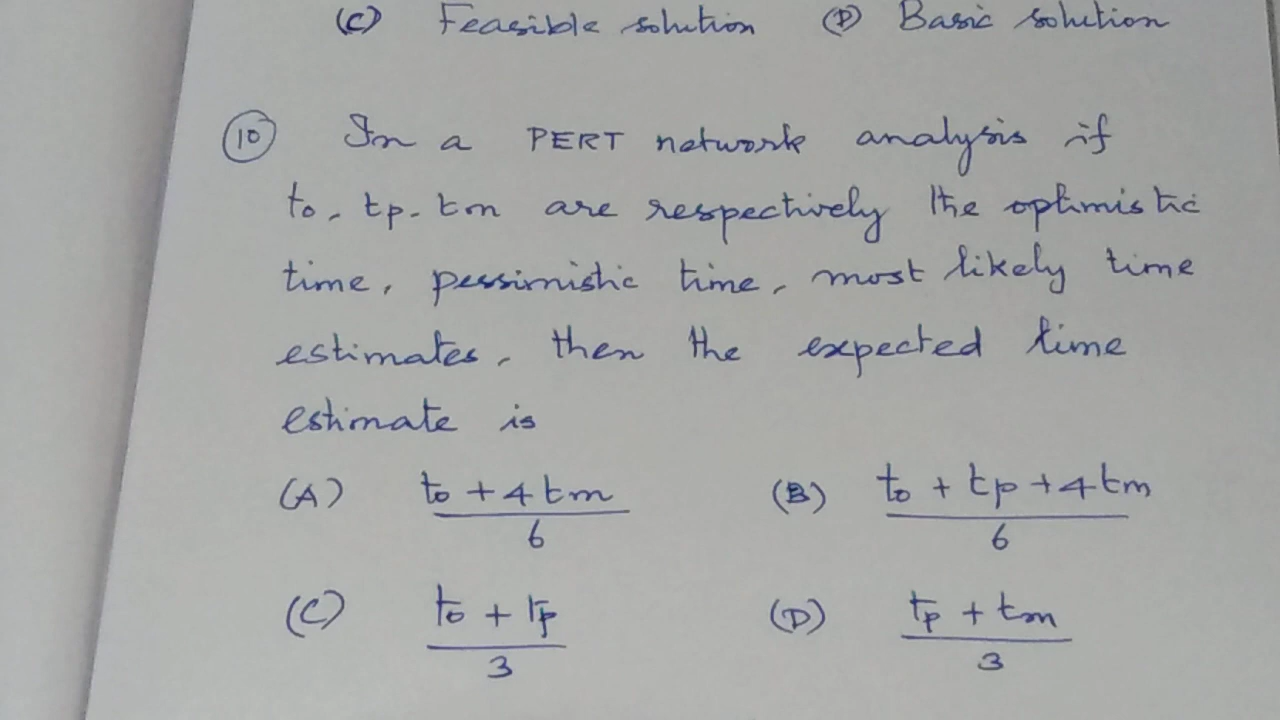 (C) Feasible solution (D) Basic solution
(10) In a PERT network analysis if
to, tp, tm are respectively the optimistic
time, pessimistic time, most likely time
estimates, then the expected time
estimate is
(A) to + 4tm / 6 (B) to + tp + 4tm / 6
(C) to + tp / 3 (D) tp + tm / 3